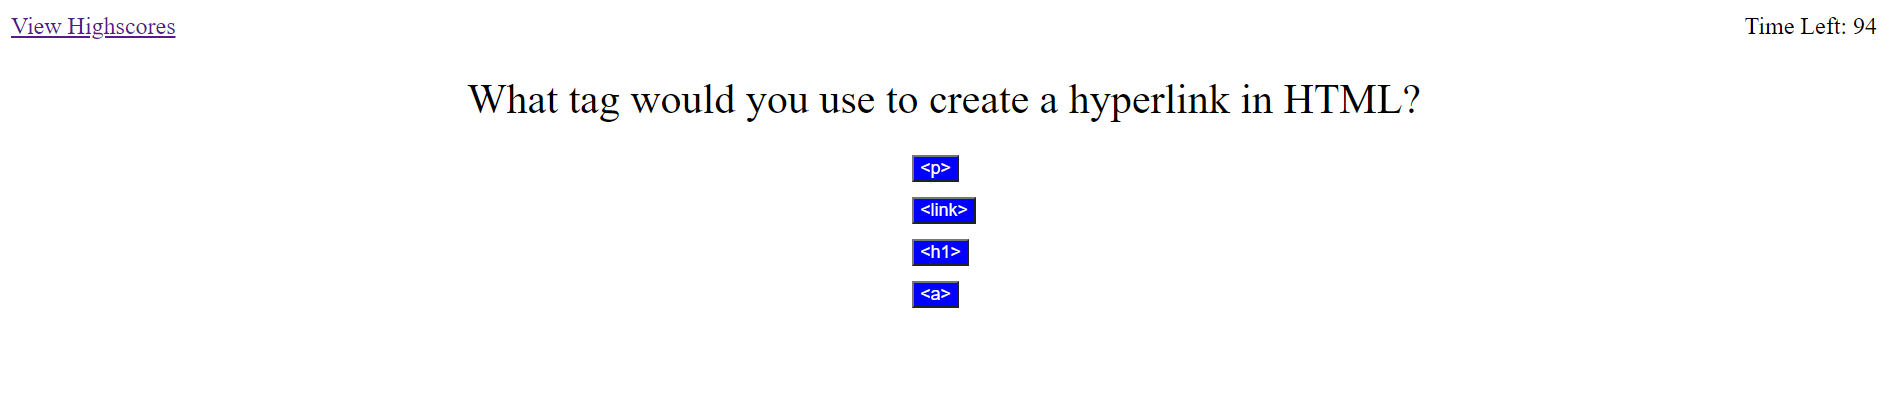 View Highscores
Time Left: 94
What tag would you use to create a hyperlink in HTML?
<p>
<link>
<h1>
<a>